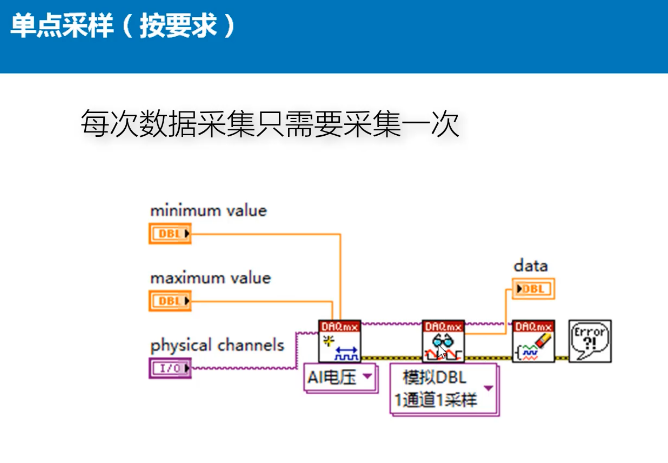 单点采样（按要求）
每次数据采集只需要采集一次
minimum value
DBL
maximum value
DBL
data
DBL
physical channels
I/O
DAQmx
DAQmx
DAQmx
Error
?!
AI电压
模拟DBL
1通道1采样